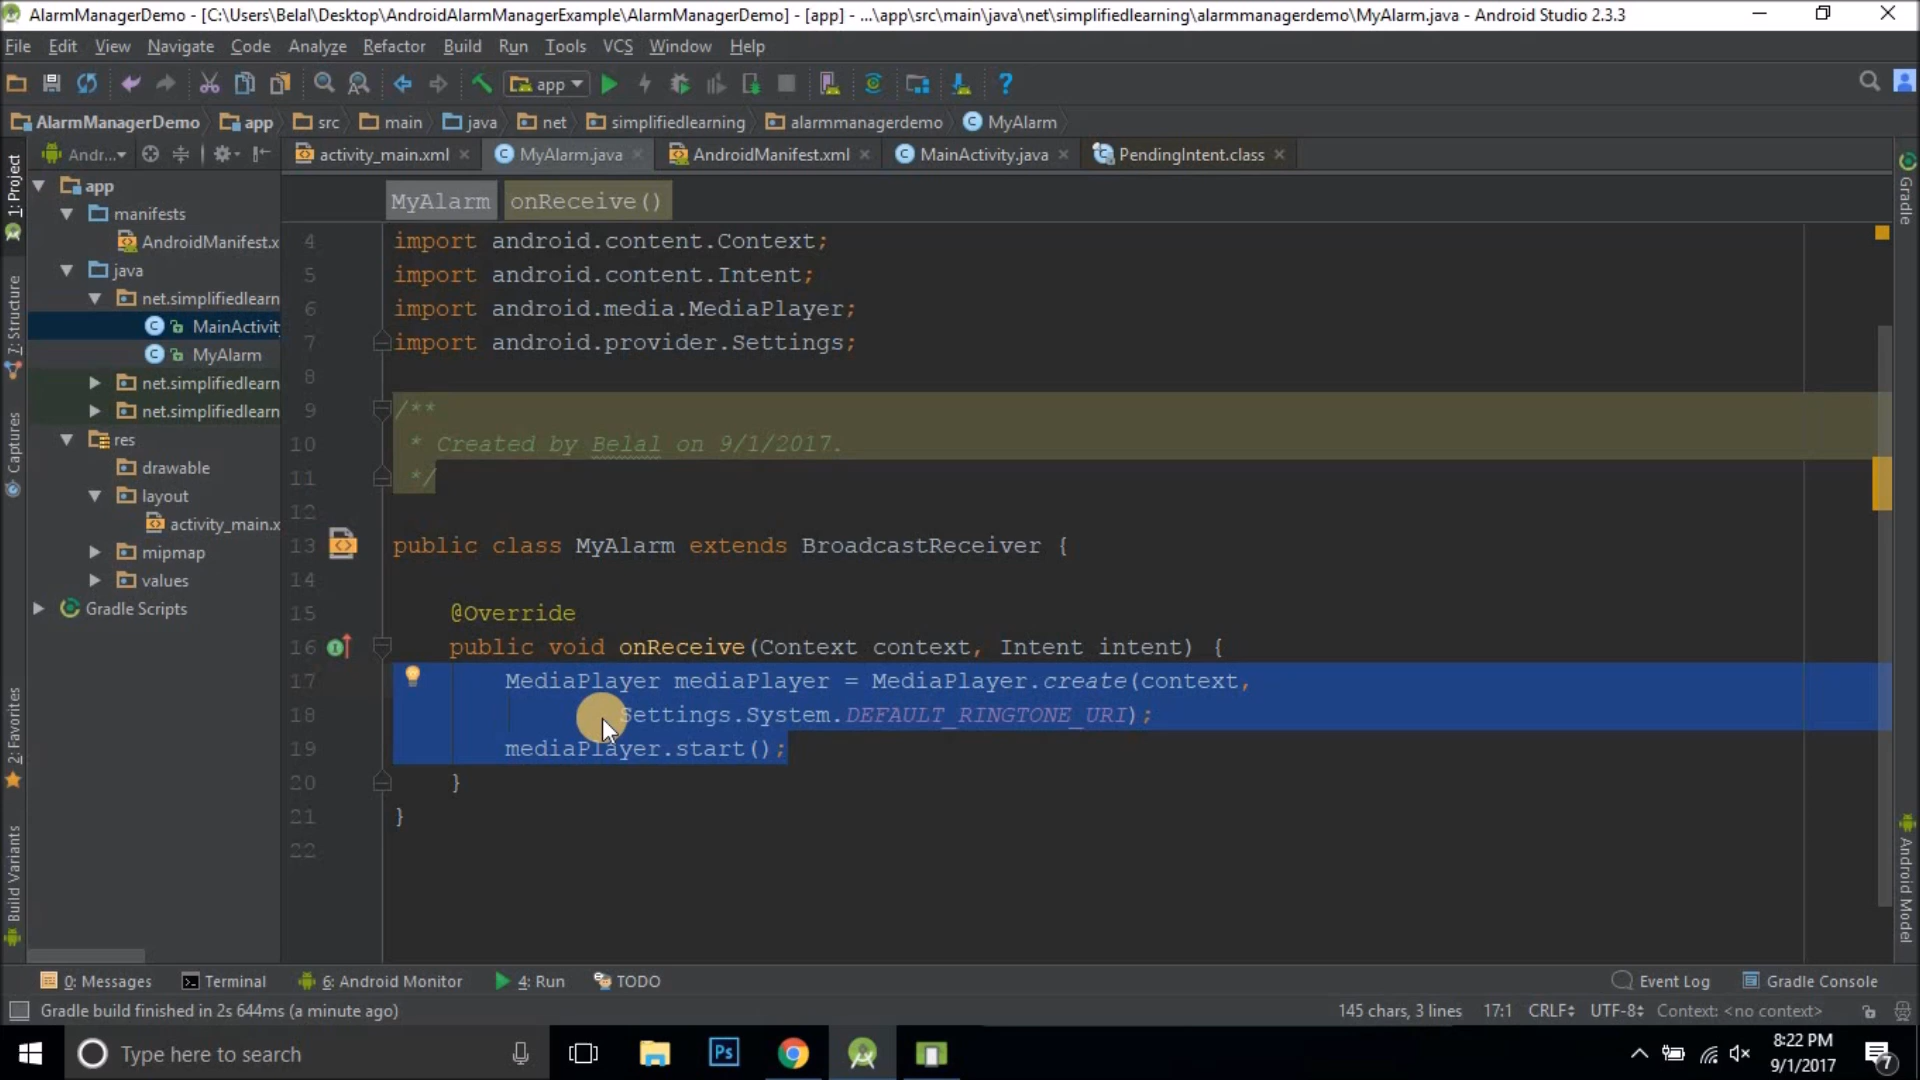 AlarmManagerDemo - [C:\Users\Belal\Desktop\AndroidAlarmManagerExample\AlarmManagerDemo] - [app] - ...\app\src\main\java\net\simplifiedlearning\alarmmanagerdemo\MyAlarm.java - Android Studio 2.3.3
File Edit View Navigate Code Analyze Refactor Build Run Tools VCS Window Help
app
AlarmManagerDemo app src main java net simplifiedlearning alarmmanagerdemo MyAlarm
Andr... activity_main.xml MyAlarm.java AndroidManifest.xml MainActivity.java PendingIntent.class
1: Project
7: Structure
Captures
2: Favorites
Build Variants
app
manifests
AndroidManifest.x
java
net.simplifiedlearn
MainActivit
MyAlarm
net.simplifiedlearn
net.simplifiedlearn
res
drawable
layout
activity_main.x
mipmap
values
Gradle Scripts
MyAlarm onReceive()
4 import android.content.Context;
5 import android.content.Intent;
6 import android.media.MediaPlayer;
7 import android.provider.Settings;
8
9 /**
10 * Created by Belal on 9/1/2017.
11 */
12
13 public class MyAlarm extends BroadcastReceiver {
14
15 @Override
16 public void onReceive(Context context, Intent intent) {
17 MediaPlayer mediaPlayer = MediaPlayer.create(context,
18 Settings.System.DEFAULT_RINGTONE_URI);
19 mediaPlayer.start();
20 }
21 }
22
Gradle
Android Model
0: Messages Terminal 6: Android Monitor 4: Run TODO Event Log Gradle Console
Gradle build finished in 2s 644ms (a minute ago) 145 chars, 3 lines 17:1 CRLF UTF-8 Context: <no context>
Type here to search
Ps
8:22 PM
9/1/2017
7